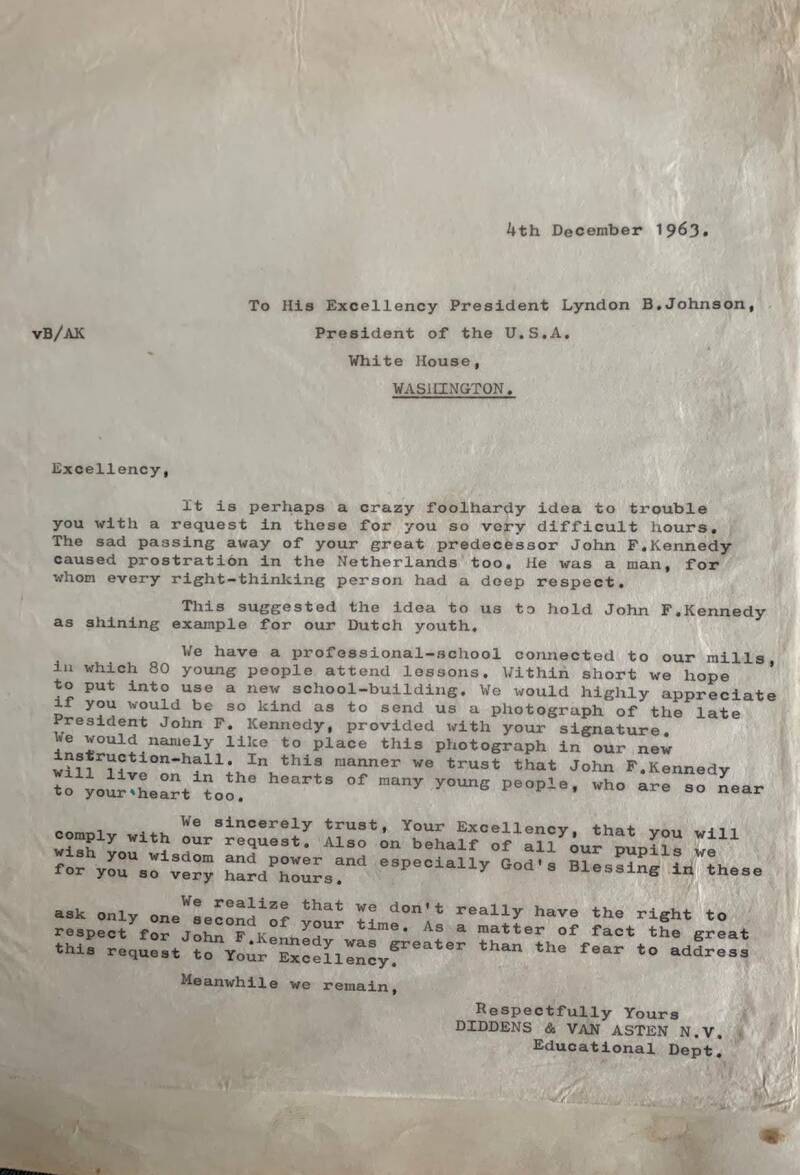 4th December 1963.
To His Excellency President Lyndon B.Johnson,
vB/AK
President of the U.S.A.
White House,
WASHINGTON.
Excellency,
It is perhaps a crazy foolhardy idea to trouble
you with a request in these for you so very difficult hours.
The sad passing away of your great predecessor John F.Kennedy
caused prostration in the Netherlands too. He was a man, for
whom every right-thinking person had a deep respect.
This suggested the idea to us to hold John F.Kennedy
as shining example for our Dutch youth.
We have a professional-school connected to our mills,
in which 80 young people attend lessons. Within short we hope
to put into use a new school-building. We would highly appreciate
if you would be so kind as to send us a photograph of the late
President John F. Kennedy, provided with your signature.
We would namely like to place this photograph in our new
instruction-hall. In this manner we trust that John F.Kennedy
will live on in the hearts of many young people, who are so near
to your heart too.
We sincerely trust, Your Excellency, that you will
comply with our request. Also on behalf of all our pupils we
wish you wisdom and power and especially God's Blessing in these
for you so very hard hours.
We realize that we don't really have the right to
ask only one second of your time. As a matter of fact the great
respect for John F.Kennedy was greater than the fear to address
this request to Your Excellency.
Meanwhile we remain,
Respectfully Yours
DIDDENS & VAN ASTEN N.V.
Educational Dept.